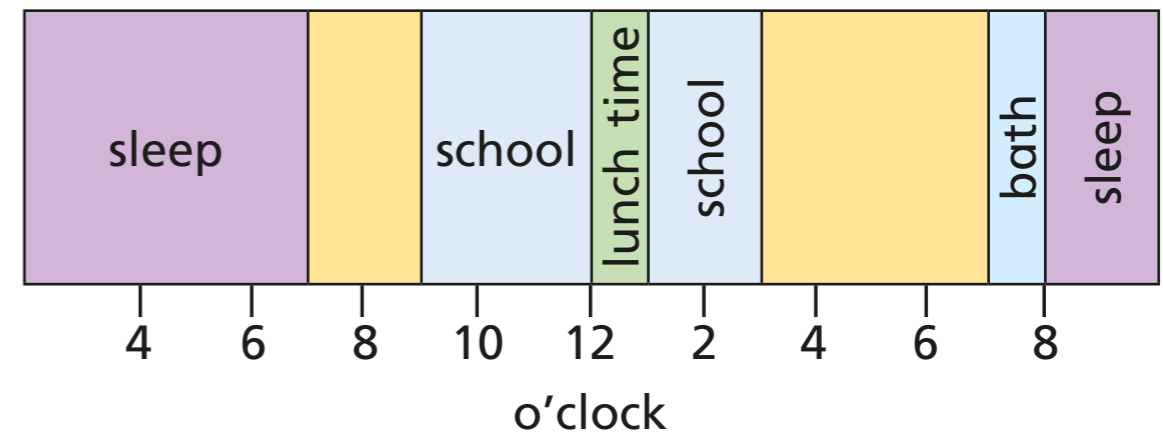 sleep
school
lunch time
school
bath
sleep
4 6 8 10 12 2 4 6 8
o’clock